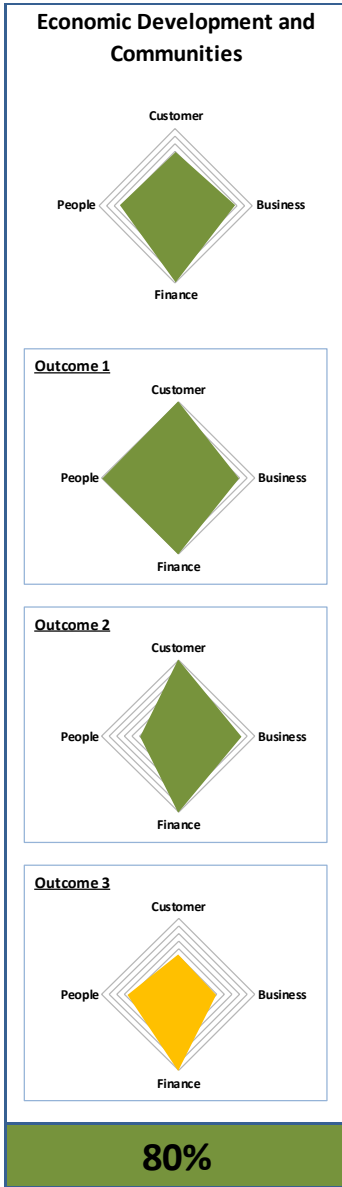 Economic Development and
Communities
Customer
People
Business
Finance
Outcome 1
Customer
People
Business
Finance
Outcome 2
Customer
People
Business
Finance
Outcome 3
Customer
People
Business
Finance
80%